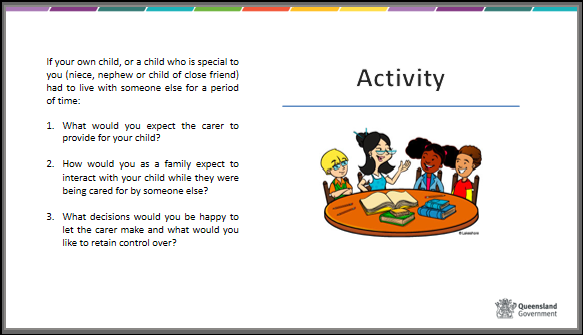 If your own child, or a child who is special to
you (niece, nephew or child of close friend)
had to live with someone else for a period
of time:
1. What would you expect the carer to
provide for your child?
2. How would you as a family expect to
interact with your child while they were
being cared for by someone else?
3. What decisions would you be happy to
let the carer make and what would you
like to retain control over?
Activity
Queensland
Government